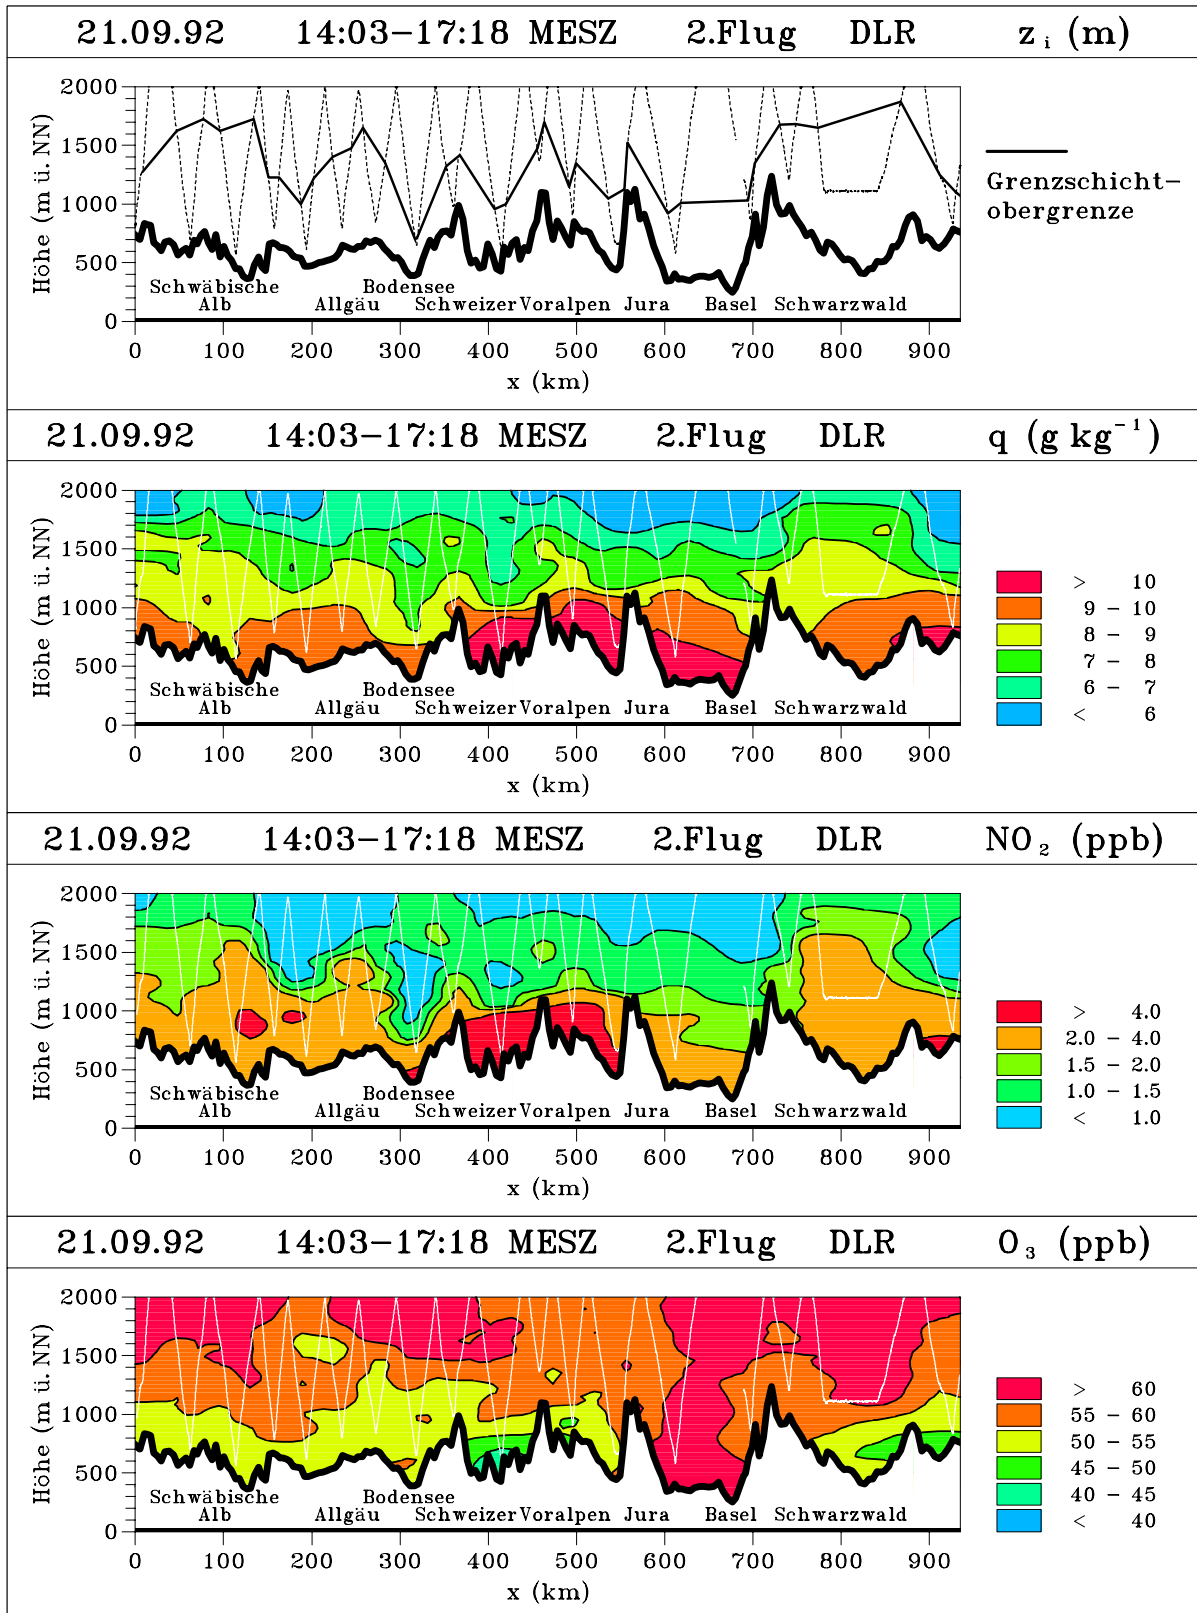 21.09.92 14:03–17:18 MESZ 2.Flug DLR z i (m)
2000
1500
1000
500
0
Höhe (m ü. NN)
Grenzschicht–
obergrenze
Schwäbische Bodensee
Alb Allgäu Schweizer Voralpen Jura Basel Schwarzwald
0 100 200 300 400 500 600 700 800 900
x (km)
21.09.92 14:03–17:18 MESZ 2.Flug DLR q (g kg⁻¹)
2000
1500
1000
500
0
Höhe (m ü. NN)
> 10
9 – 10
8 – 9
7 – 8
6 – 7
< 6
Schwäbische Bodensee
Alb Allgäu Schweizer Voralpen Jura Basel Schwarzwald
0 100 200 300 400 500 600 700 800 900
x (km)
21.09.92 14:03–17:18 MESZ 2.Flug DLR NO₂ (ppb)
2000
1500
1000
500
0
Höhe (m ü. NN)
> 4.0
2.0 – 4.0
1.5 – 2.0
1.0 – 1.5
< 1.0
Schwäbische Bodensee
Alb Allgäu Schweizer Voralpen Jura Basel Schwarzwald
0 100 200 300 400 500 600 700 800 900
x (km)
21.09.92 14:03–17:18 MESZ 2.Flug DLR O₃ (ppb)
2000
1500
1000
500
0
Höhe (m ü. NN)
> 60
55 – 60
50 – 55
45 – 50
40 – 45
< 40
Schwäbische Bodensee
Alb Allgäu Schweizer Voralpen Jura Basel Schwarzwald
0 100 200 300 400 500 600 700 800 900
x (km)